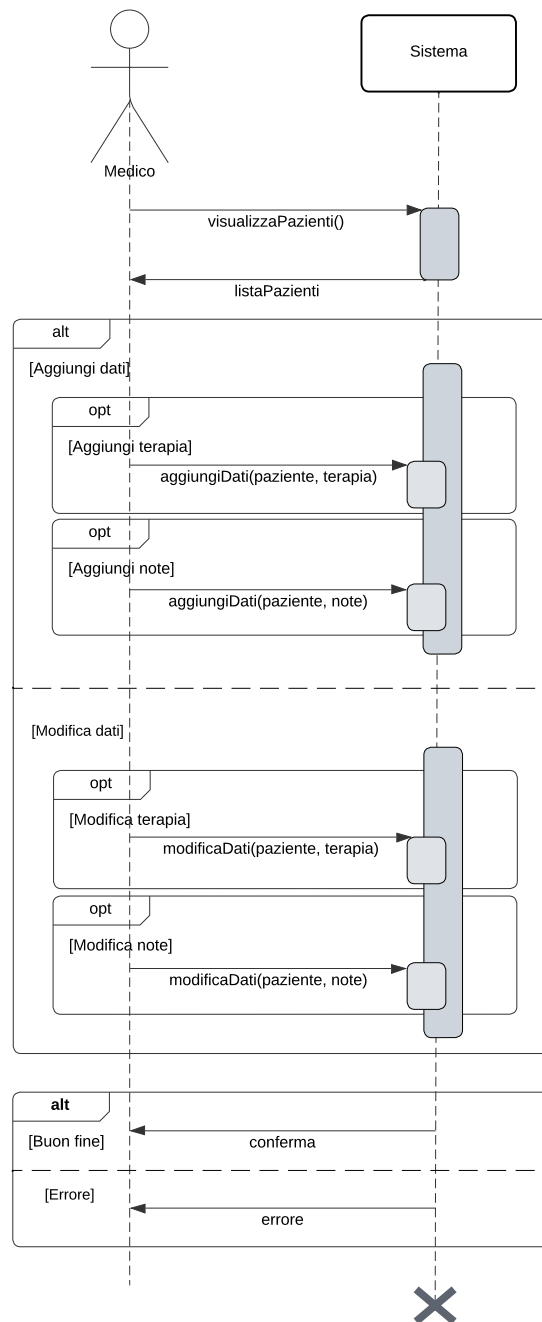 Sistema
Medico
visualizzaPazienti()
listaPazienti
alt
[Aggiungi dati]
opt
[Aggiungi terapia]
aggiungiDati(paziente, terapia)
opt
[Aggiungi note]
aggiungiDati(paziente, note)
[Modifica dati]
opt
[Modifica terapia]
modificaDati(paziente, terapia)
opt
[Modifica note]
modificaDati(paziente, note)
alt
[Buon fine]
conferma
[Errore]
errore